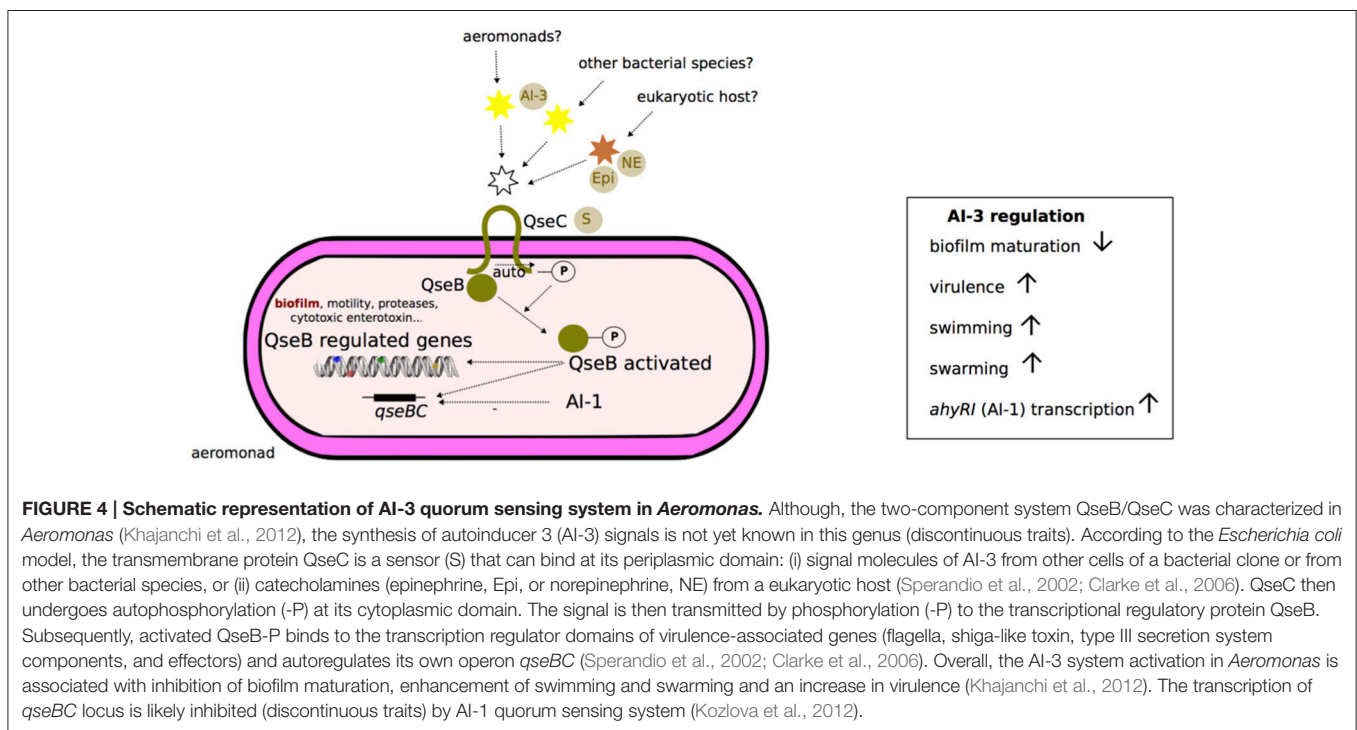 aeromonads?
other bacterial species?
eukaryotic host?
AI-3
NE
Epi
QseC
S
auto
P
QseB
biofilm, motility, proteases,
cytotoxic enterotoxin...
QseB regulated genes
P
QseB activated
qseBC
-
AI-1
aeromonad
AI-3 regulation
biofilm maturation ↓
virulence ↑
swimming ↑
swarming ↑
ahyRI (AI-1) transcription ↑
FIGURE 4 | Schematic representation of AI-3 quorum sensing system in Aeromonas. Although, the two-component system QseB/QseC was characterized in
Aeromonas (Khajanchi et al., 2012), the synthesis of autoinducer 3 (AI-3) signals is not yet known in this genus (discontinuous traits). According to the Escherichia coli
model, the transmembrane protein QseC is a sensor (S) that can bind at its periplasmic domain: (i) signal molecules of AI-3 from other cells of a bacterial clone or from
other bacterial species, or (ii) catecholamines (epinephrine, Epi, or norepinephrine, NE) from a eukaryotic host (Sperandio et al., 2002; Clarke et al., 2006). QseC then
undergoes autophosphorylation (-P) at its cytoplasmic domain. The signal is then transmitted by phosphorylation (-P) to the transcriptional regulatory protein QseB.
Subsequently, activated QseB-P binds to the transcription regulator domains of virulence-associated genes (flagella, shiga-like toxin, type III secretion system
components, and effectors) and autoregulates its own operon qseBC (Sperandio et al., 2002; Clarke et al., 2006). Overall, the AI-3 system activation in Aeromonas is
associated with inhibition of biofilm maturation, enhancement of swimming and swarming and an increase in virulence (Khajanchi et al., 2012). The transcription of
qseBC locus is likely inhibited (discontinuous traits) by AI-1 quorum sensing system (Kozlova et al., 2012).